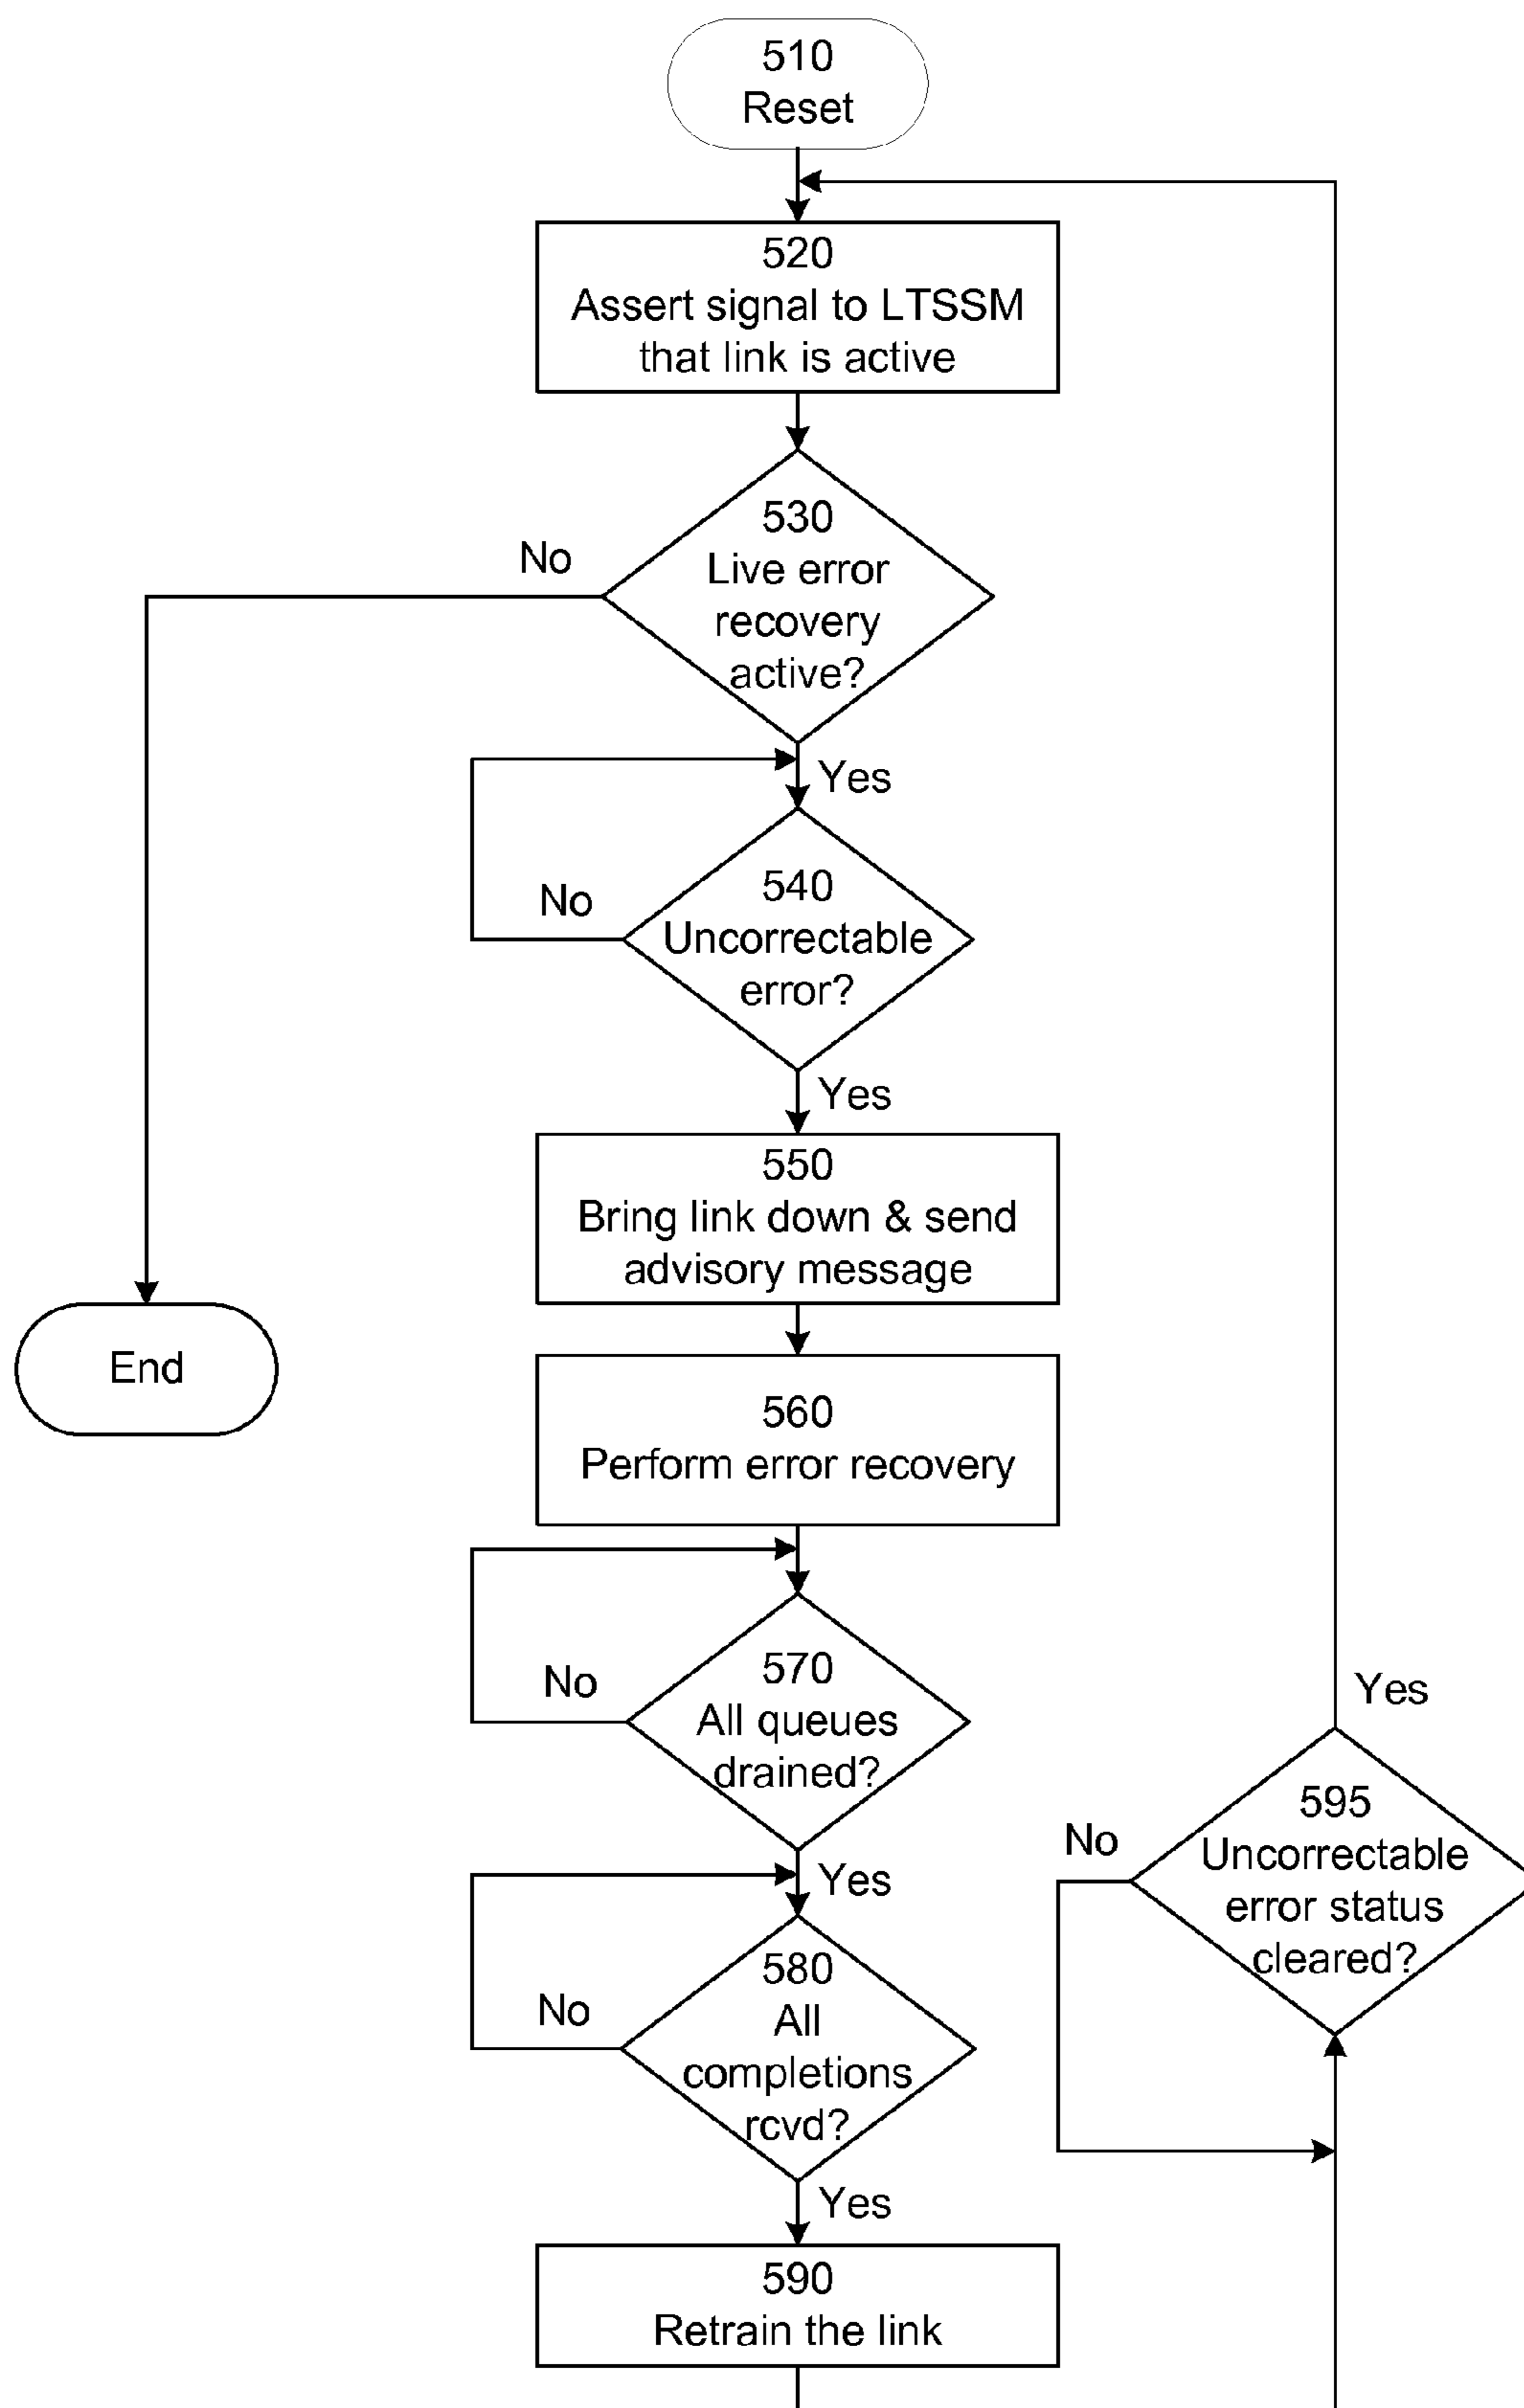 510
Reset
520
Assert signal to LTSSM
that link is active
530
Live error
recovery
active?
No
Yes
540
Uncorrectable
error?
No
Yes
550
Bring link down & send
advisory message
End
560
Perform error recovery
570
All queues
drained?
No
Yes
580
All
completions
rcvd?
No
Yes
590
Retrain the link
595
Uncorrectable
error status
cleared?
No
Yes